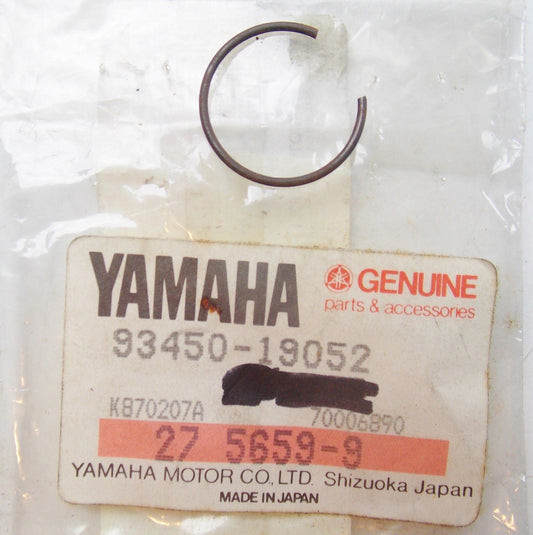 YAMAHA GENUINE
parts & accessories
93450-19052
K870207A 70006890
27 5659-9
YAMAHA MOTOR CO., LTD. Shizuoka Japan
MADE IN JAPAN